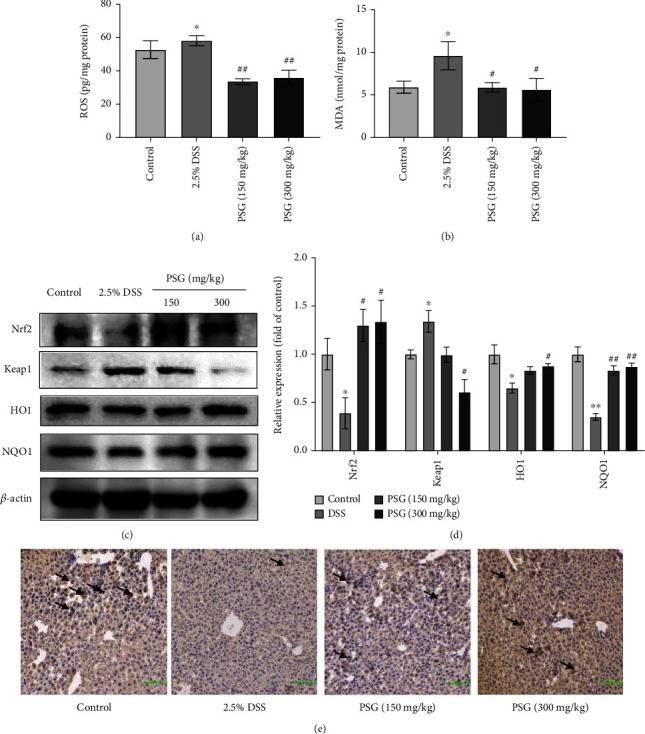 80
60
40
20
0
ROS (pg/mg protein)
*
##
##
Control
2.5% DSS
PSG (150 mg/kg)
PSG (300 mg/kg)
(a)
15
10
5
0
MDA (nmol/mg protein)
*
#
#
Control
2.5% DSS
PSG (150 mg/kg)
PSG (300 mg/kg)
(b)
PSG (mg/kg)
Control 2.5% DSS 150 300
Nrf2
Keap1
HO1
NQO1
β-actin
(c)
2.0
1.5
1.0
0.5
0.0
Relative expression (fold of control)
*
#
#
*
#
*
#
**
##
##
Nrf2
Keap1
HO1
NQO1
Control
DSS
PSG (150 mg/kg)
PSG (300 mg/kg)
(d)
Control
2.5% DSS
PSG (150 mg/kg)
PSG (300 mg/kg)
(e)